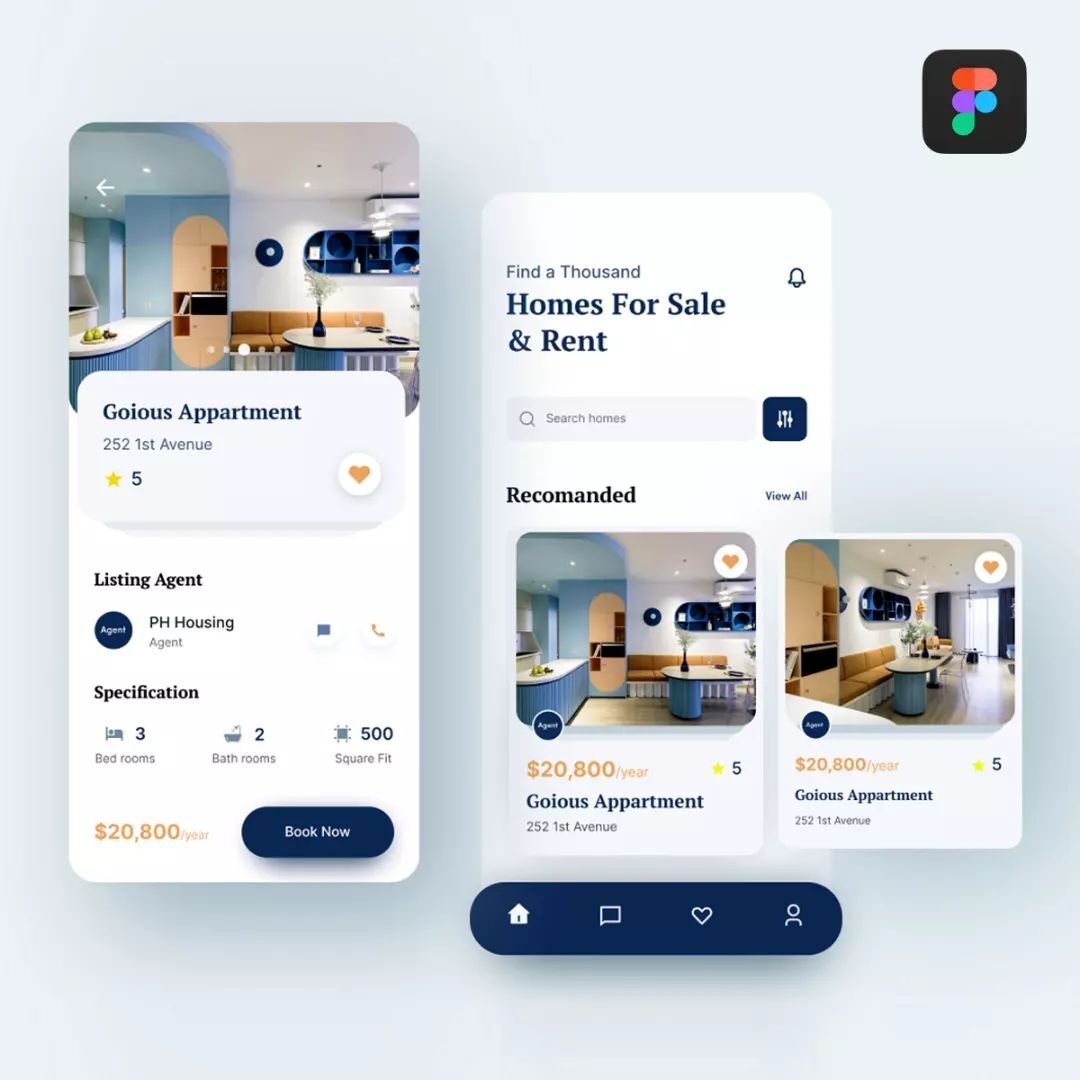 Goious Appartment
252 1st Avenue
5
Listing Agent
Agent
PH Housing
Agent
Specification
3
Bed rooms
2
Bath rooms
500
Square Fit
$20,800/year
Book Now
Find a Thousand
Homes For Sale
& Rent
Search homes
Recomanded
View All
Agent
$20,800/year
5
Goious Appartment
252 1st Avenue
Agent
$20,800/year
5
Goious Appartment
252 1st Avenue